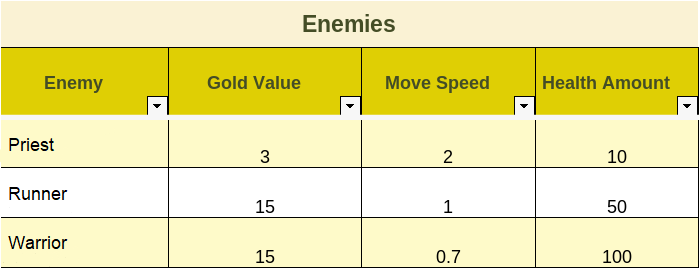 Enemies
Enemy Gold Value Move Speed Health Amount
Priest 3 2 10
Runner 15 1 50
Warrior 15 0.7 100